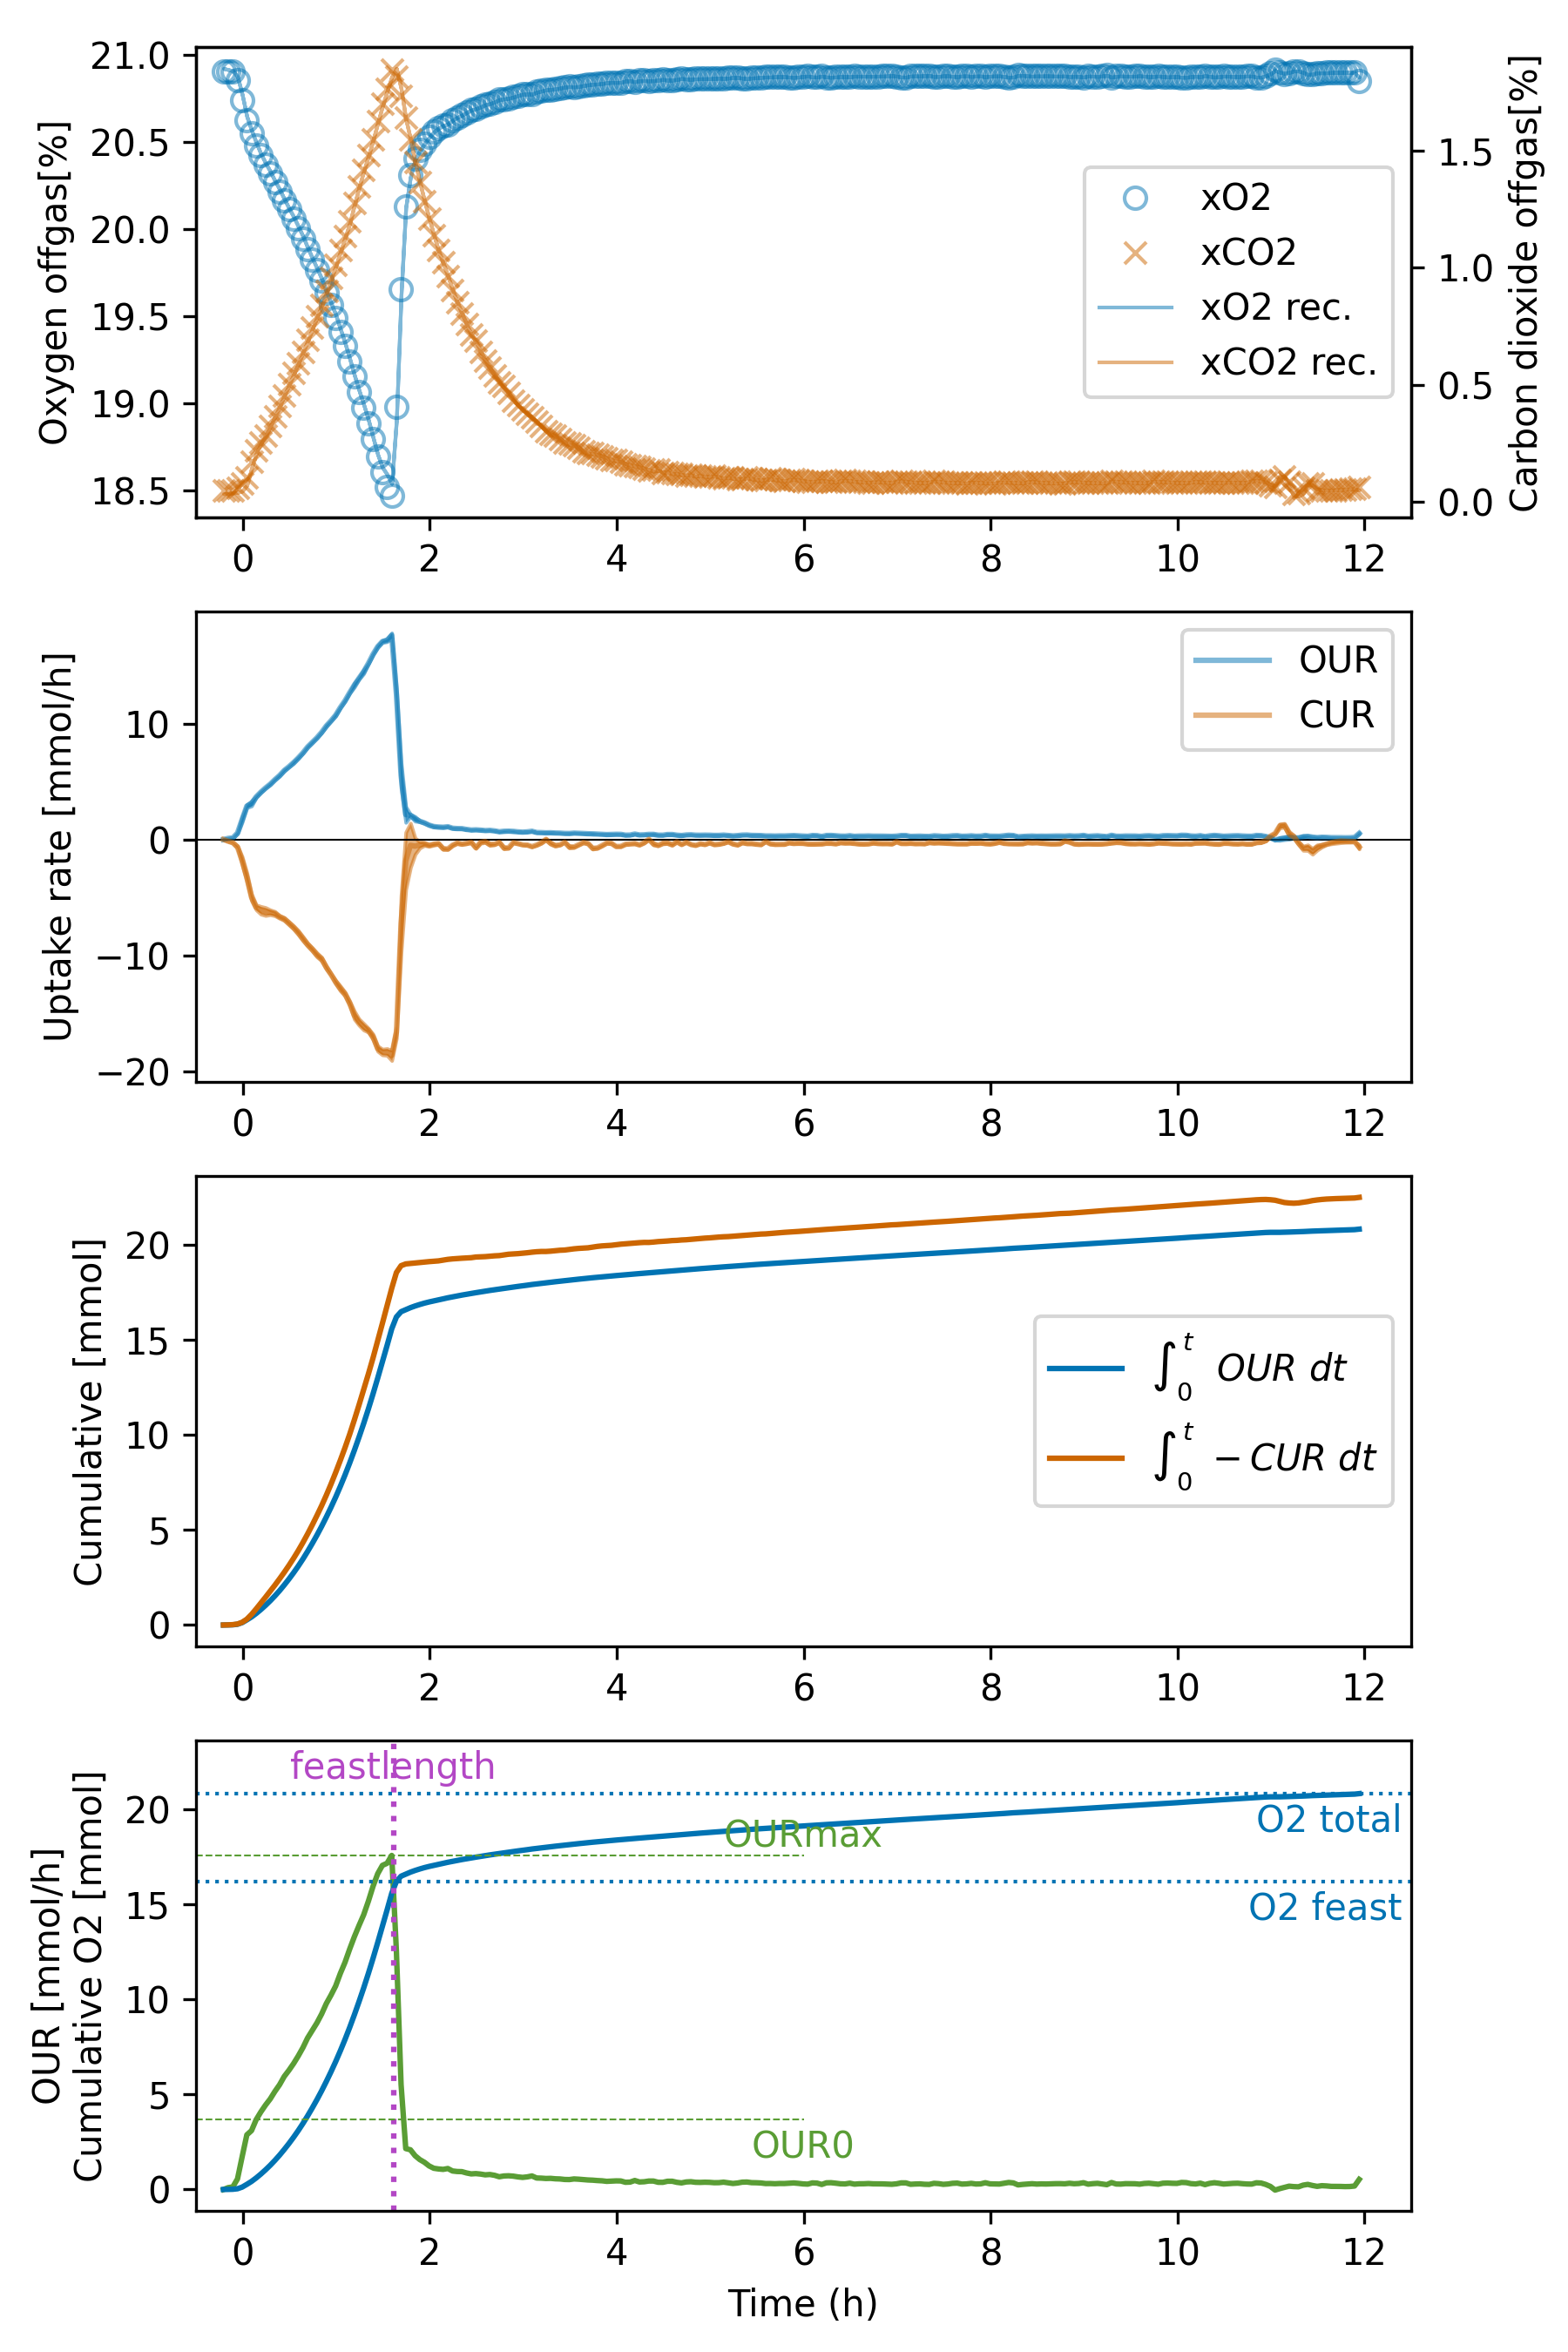 21.0
20.5
20.0
19.5
19.0
18.5
Oxygen offgas[%]
1.5
1.0
0.5
0.0
Carbon dioxide offgas[%]
xO2
xCO2
xO2 rec.
xCO2 rec.
0 2 4 6 8 10 12
10
0
−10
−20
Uptake rate [mmol/h]
OUR
CUR
0 2 4 6 8 10 12
20
15
10
5
0
Cumulative [mmol]
∫₀ᵗ OUR dt
∫₀ᵗ − CUR dt
0 2 4 6 8 10 12
20
15
10
5
0
OUR [mmol/h]
Cumulative O2 [mmol]
feastlength
O2 total
OURmax
O2 feast
OUR0
0 2 4 6 8 10 12
Time (h)